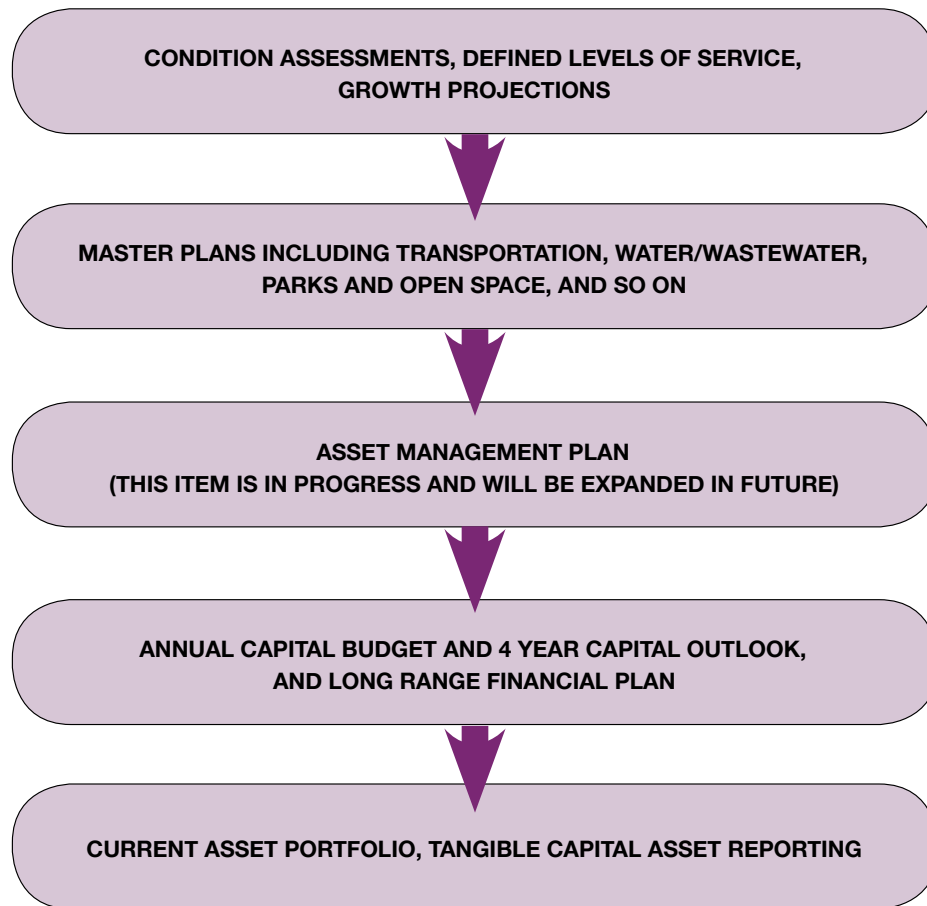 CONDITION ASSESSMENTS, DEFINED LEVELS OF SERVICE,
GROWTH PROJECTIONS
MASTER PLANS INCLUDING TRANSPORTATION, WATER/WASTEWATER,
PARKS AND OPEN SPACE, AND SO ON
ASSET MANAGEMENT PLAN
(THIS ITEM IS IN PROGRESS AND WILL BE EXPANDED IN FUTURE)
ANNUAL CAPITAL BUDGET AND 4 YEAR CAPITAL OUTLOOK,
AND LONG RANGE FINANCIAL PLAN
CURRENT ASSET PORTFOLIO, TANGIBLE CAPITAL ASSET REPORTING